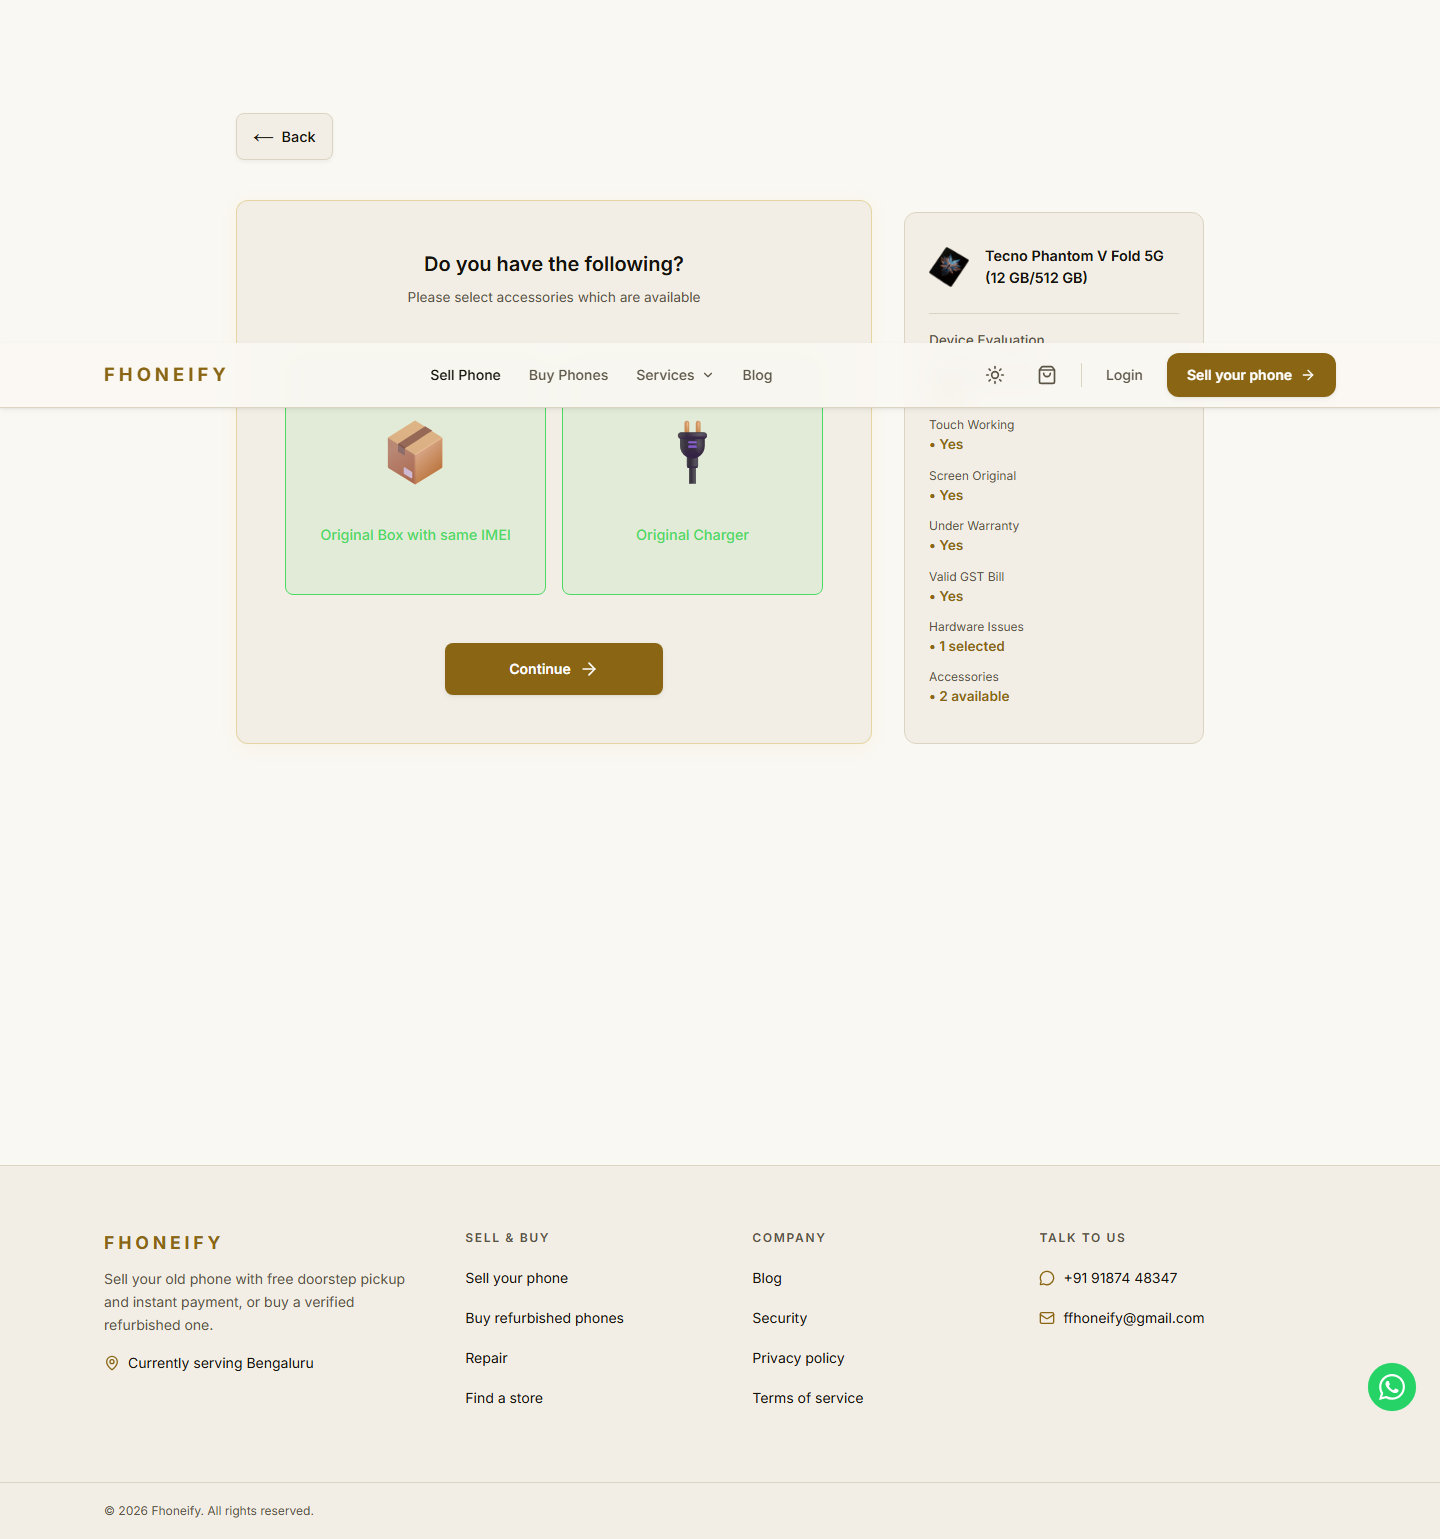 Back
Do you have the following?
Please select accessories which are available
Tecno Phantom V Fold 5G
(12 GB/512 GB)
Device Evaluation
FHONEIFY
Sell Phone
Buy Phones
Services
Blog
Login
Sell your phone
Original Box with same IMEI
Original Charger
Continue
Touch Working
• Yes
Screen Original
• Yes
Under Warranty
• Yes
Valid GST Bill
• Yes
Hardware Issues
• 1 selected
Accessories
• 2 available
FHONEIFY
Sell your old phone with free doorstep pickup
and instant payment, or buy a verified
refurbished one.
Currently serving Bengaluru
SELL & BUY
Sell your phone
Buy refurbished phones
Repair
Find a store
COMPANY
Blog
Security
Privacy policy
Terms of service
TALK TO US
+91 91874 48347
ffhoneify@gmail.com
© 2026 Fhoneify. All rights reserved.